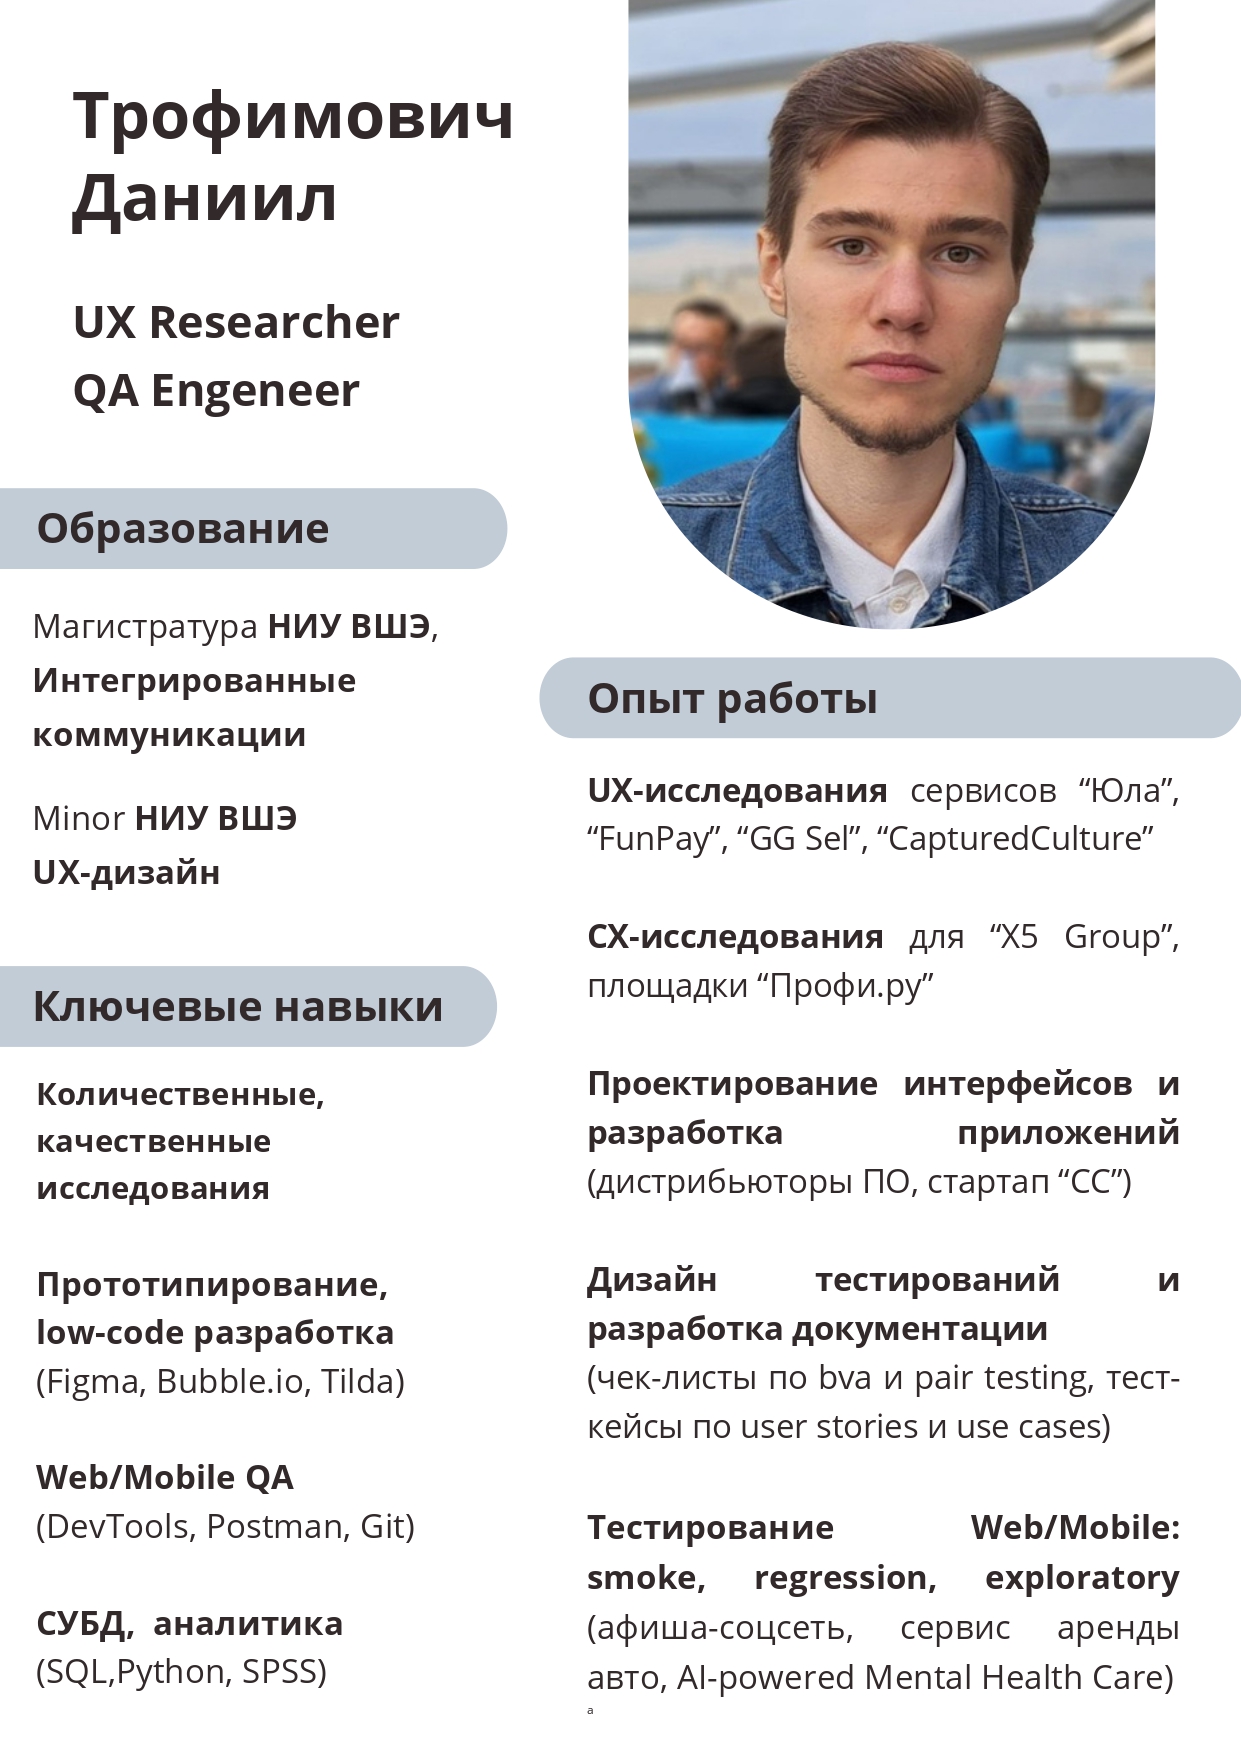 Трофимович
Даниил
UX Researcher
QA Engeneer
Образование
Магистратура НИУ ВШЭ,
Интегрированные
коммуникации
Minor НИУ ВШЭ
UX-дизайн
Ключевые навыки
Количественные,
качественные
исследования
Прототипирование,
low-code разработка
(Figma, Bubble.io, Tilda)
Web/Mobile QA
(DevTools, Postman, Git)
СУБД, аналитика
(SQL,Python, SPSS)
Опыт работы
UX-исследования сервисов “Юла”,
“FunPay”, “GG Sel”, “CapturedCulture”
CX-исследования для “X5 Group”,
площадки “Профи.ру”
Проектирование интерфейсов и
разработка приложений
(дистрибьюторы ПО, стартап “CC”)
Дизайн тестирований и
разработка документации
(чек-листы по bva и pair testing, тест-
кейсы по user stories и use cases)
Тестирование Web/Mobile:
smoke, regression, exploratory
(афиша-соцсеть, сервис аренды
авто, AI-powered Mental Health Care)
а